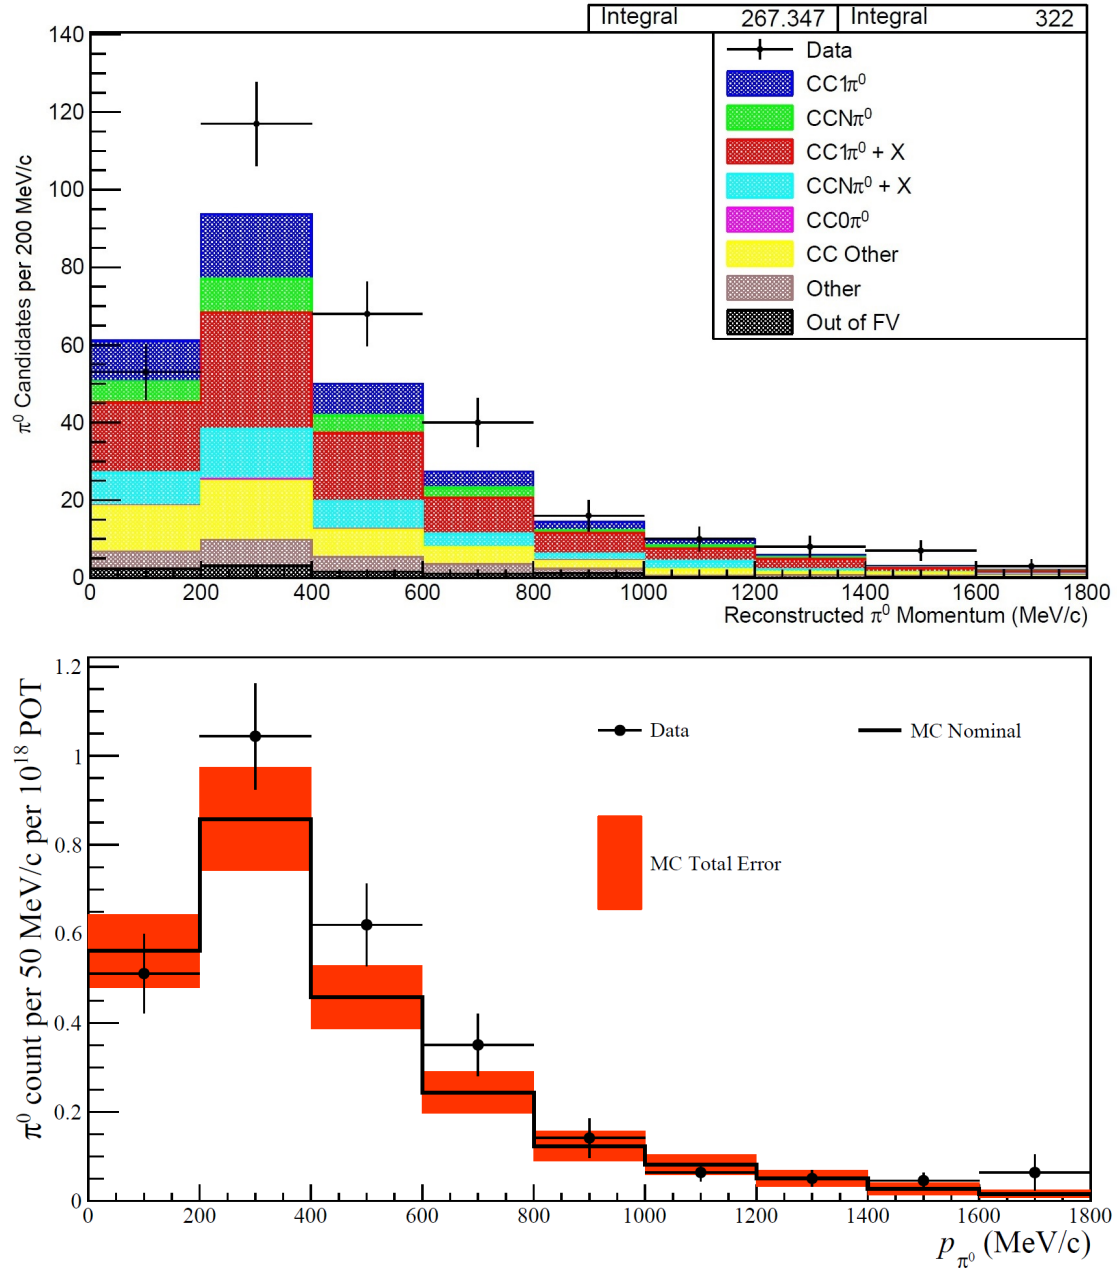 Integral 267.347 Integral 322
π⁰ Candidates per 200 MeV/c
140
120
100
80
60
40
20
0
Data
CC1π⁰
CCNπ⁰
CC1π⁰ + X
CCNπ⁰ + X
CC0π⁰
CC Other
Other
Out of FV
0 200 400 600 800 1000 1200 1400 1600 1800
Reconstructed π⁰ Momentum (MeV/c)
π⁰ count per 50 MeV/c per 10¹⁸ POT
1.2
1
0.8
0.6
0.4
0.2
0
Data MC Nominal
MC Total Error
0 200 400 600 800 1000 1200 1400 1600 1800
p_π⁰ (MeV/c)